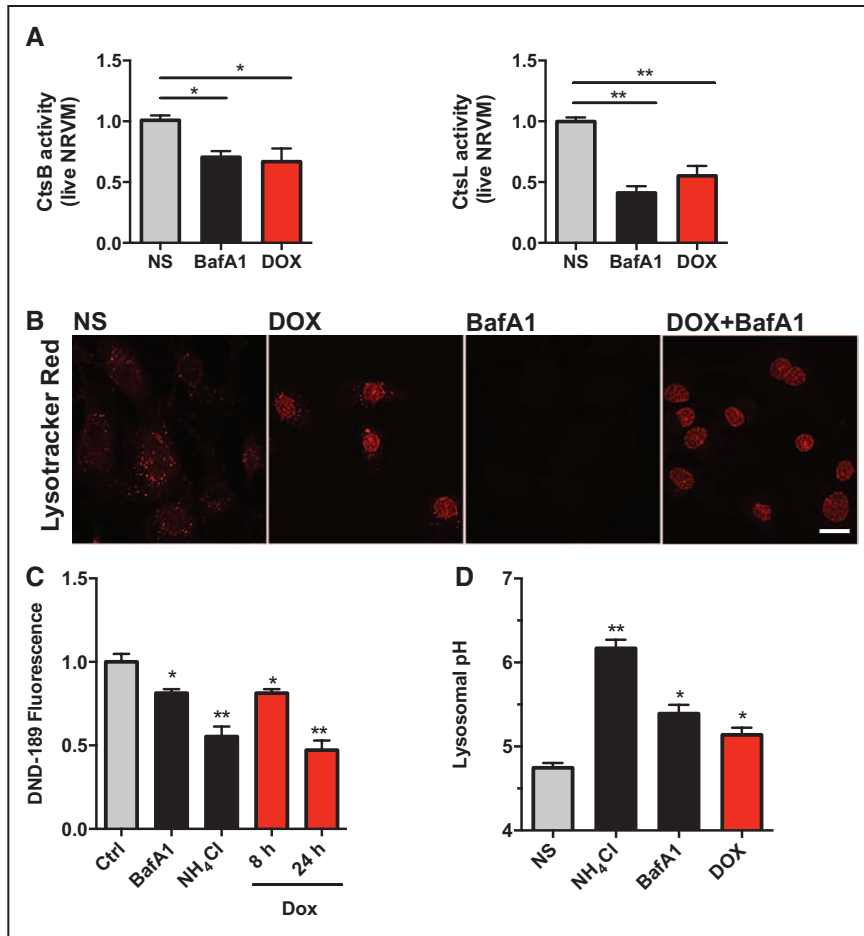 A
1.5
1.0
0.5
0.0
CtsB activity
(live NRVM)
*
*
NS
BafA1
DOX
1.5
1.0
0.5
0.0
CtsL activity
(live NRVM)
**
**
NS
BafA1
DOX
B
NS
DOX
BafA1
DOX+BafA1
Lysotracker Red
C
1.5
1.0
0.5
0.0
DND-189 Fluorescence
*
**
*
**
Ctrl
BafA1
NH₄Cl
8 h
24 h
Dox
D
7
6
5
4
Lysosomal pH
**
*
*
NS
NH₄Cl
BafA1
DOX